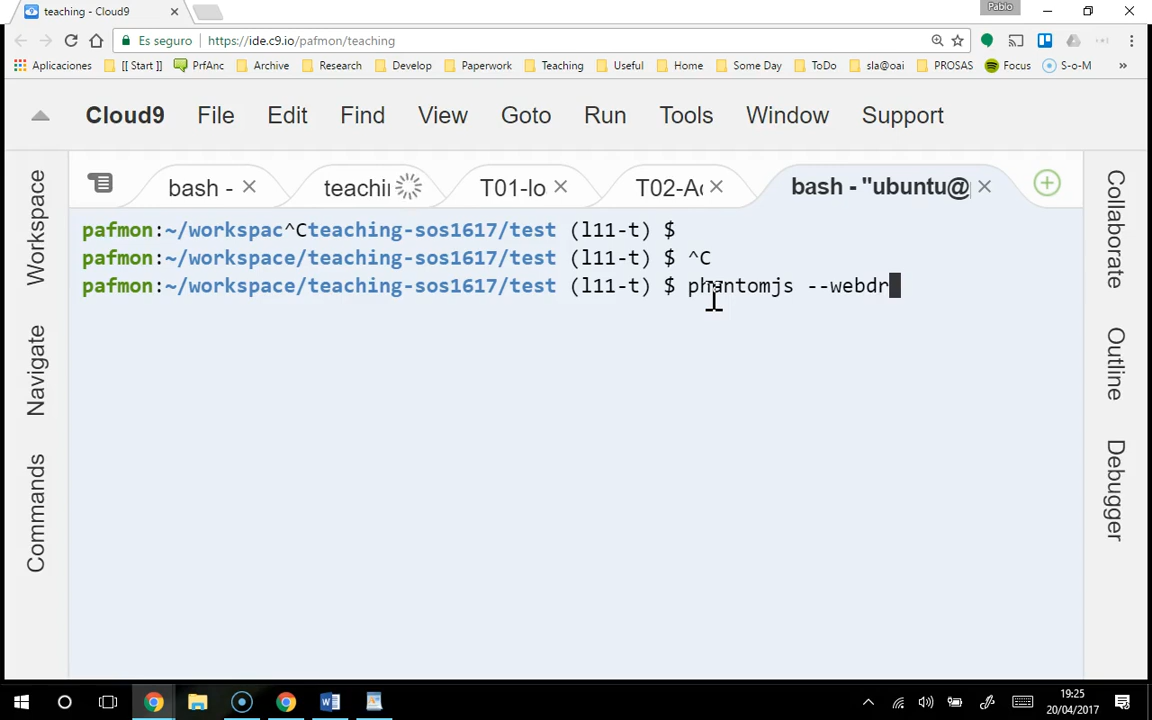 teaching - Cloud9
Pablo
Es seguro
https://ide.c9.io/pafmon/teaching
Aplicaciones [[ Start ]] PrfAnc Archive Research Develop Paperwork Teaching Useful Home Some Day ToDo sla@oai PROSAS Focus S-o-M »
Cloud9 File Edit Find View Goto Run Tools Window Support
bash - teachin T01-lo T02-Ac bash - "ubuntu@
pafmon:~/workspac^Cteaching-sos1617/test (l11-t) $
pafmon:~/workspace/teaching-sos1617/test (l11-t) $ ^C
pafmon:~/workspace/teaching-sos1617/test (l11-t) $ phantomjs --webdr
Workspace
Navigate
Commands
Collaborate
Outline
Debugger
19:25
20/04/2017